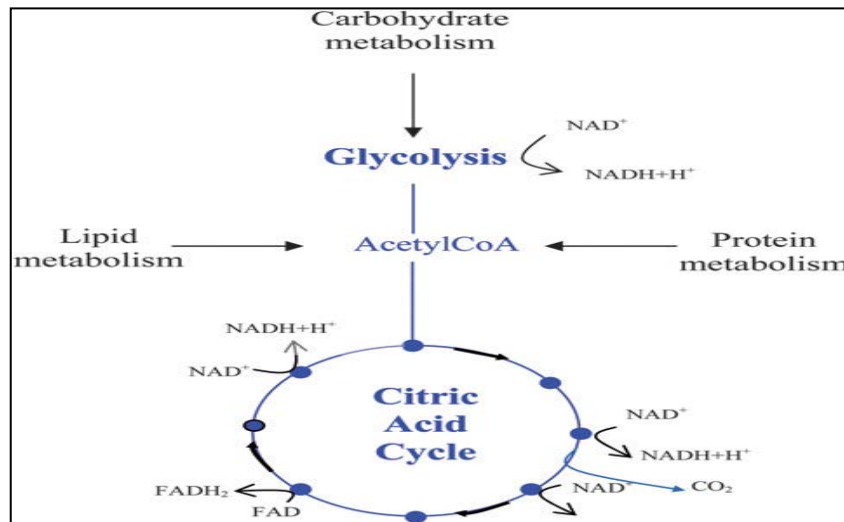 Carbohydrate
metabolism
NAD⁺
Glycolysis
NADH+H⁺
Lipid
metabolism
AcetylCoA
Protein
metabolism
NADH+H⁺
NAD⁺
Citric
Acid
Cycle
NAD⁺
NADH+H⁺
FADH₂
FAD
NAD⁺
CO₂